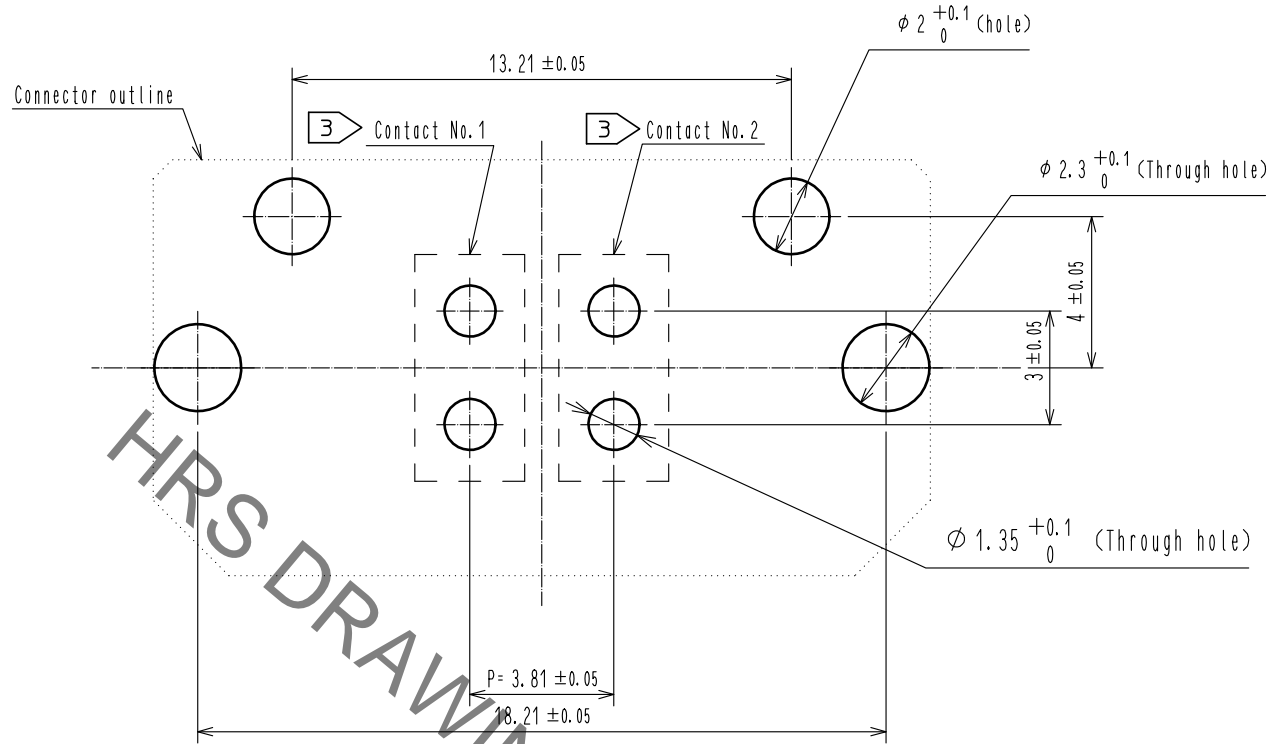 φ 2 +0.1 0 (hole)
13.21 ±0.05
Connector outline
3 Contact No.1
3 Contact No.2
φ 2.3 +0.1 0 (Through hole)
4 ±0.05
3 ±0.05
φ 1.35 +0.1 0 (Through hole)
P= 3.81 ±0.05
18.21 ±0.05
HRS DRAWIN